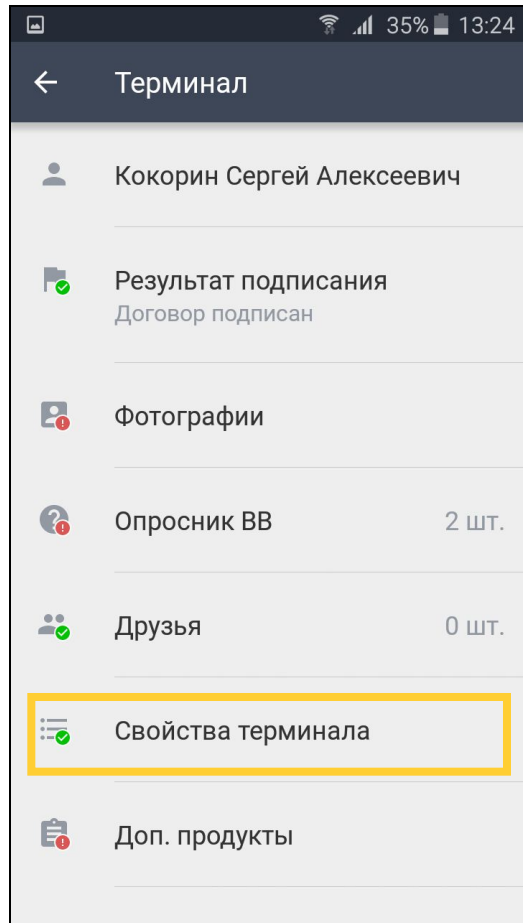 35% 13:24
Терминал
Кокорин Сергей Алексеевич
Результат подписания
Договор подписан
Фотографии
Опросник ВВ 2 шт.
Друзья 0 шт.
Свойства терминала
Доп. продукты